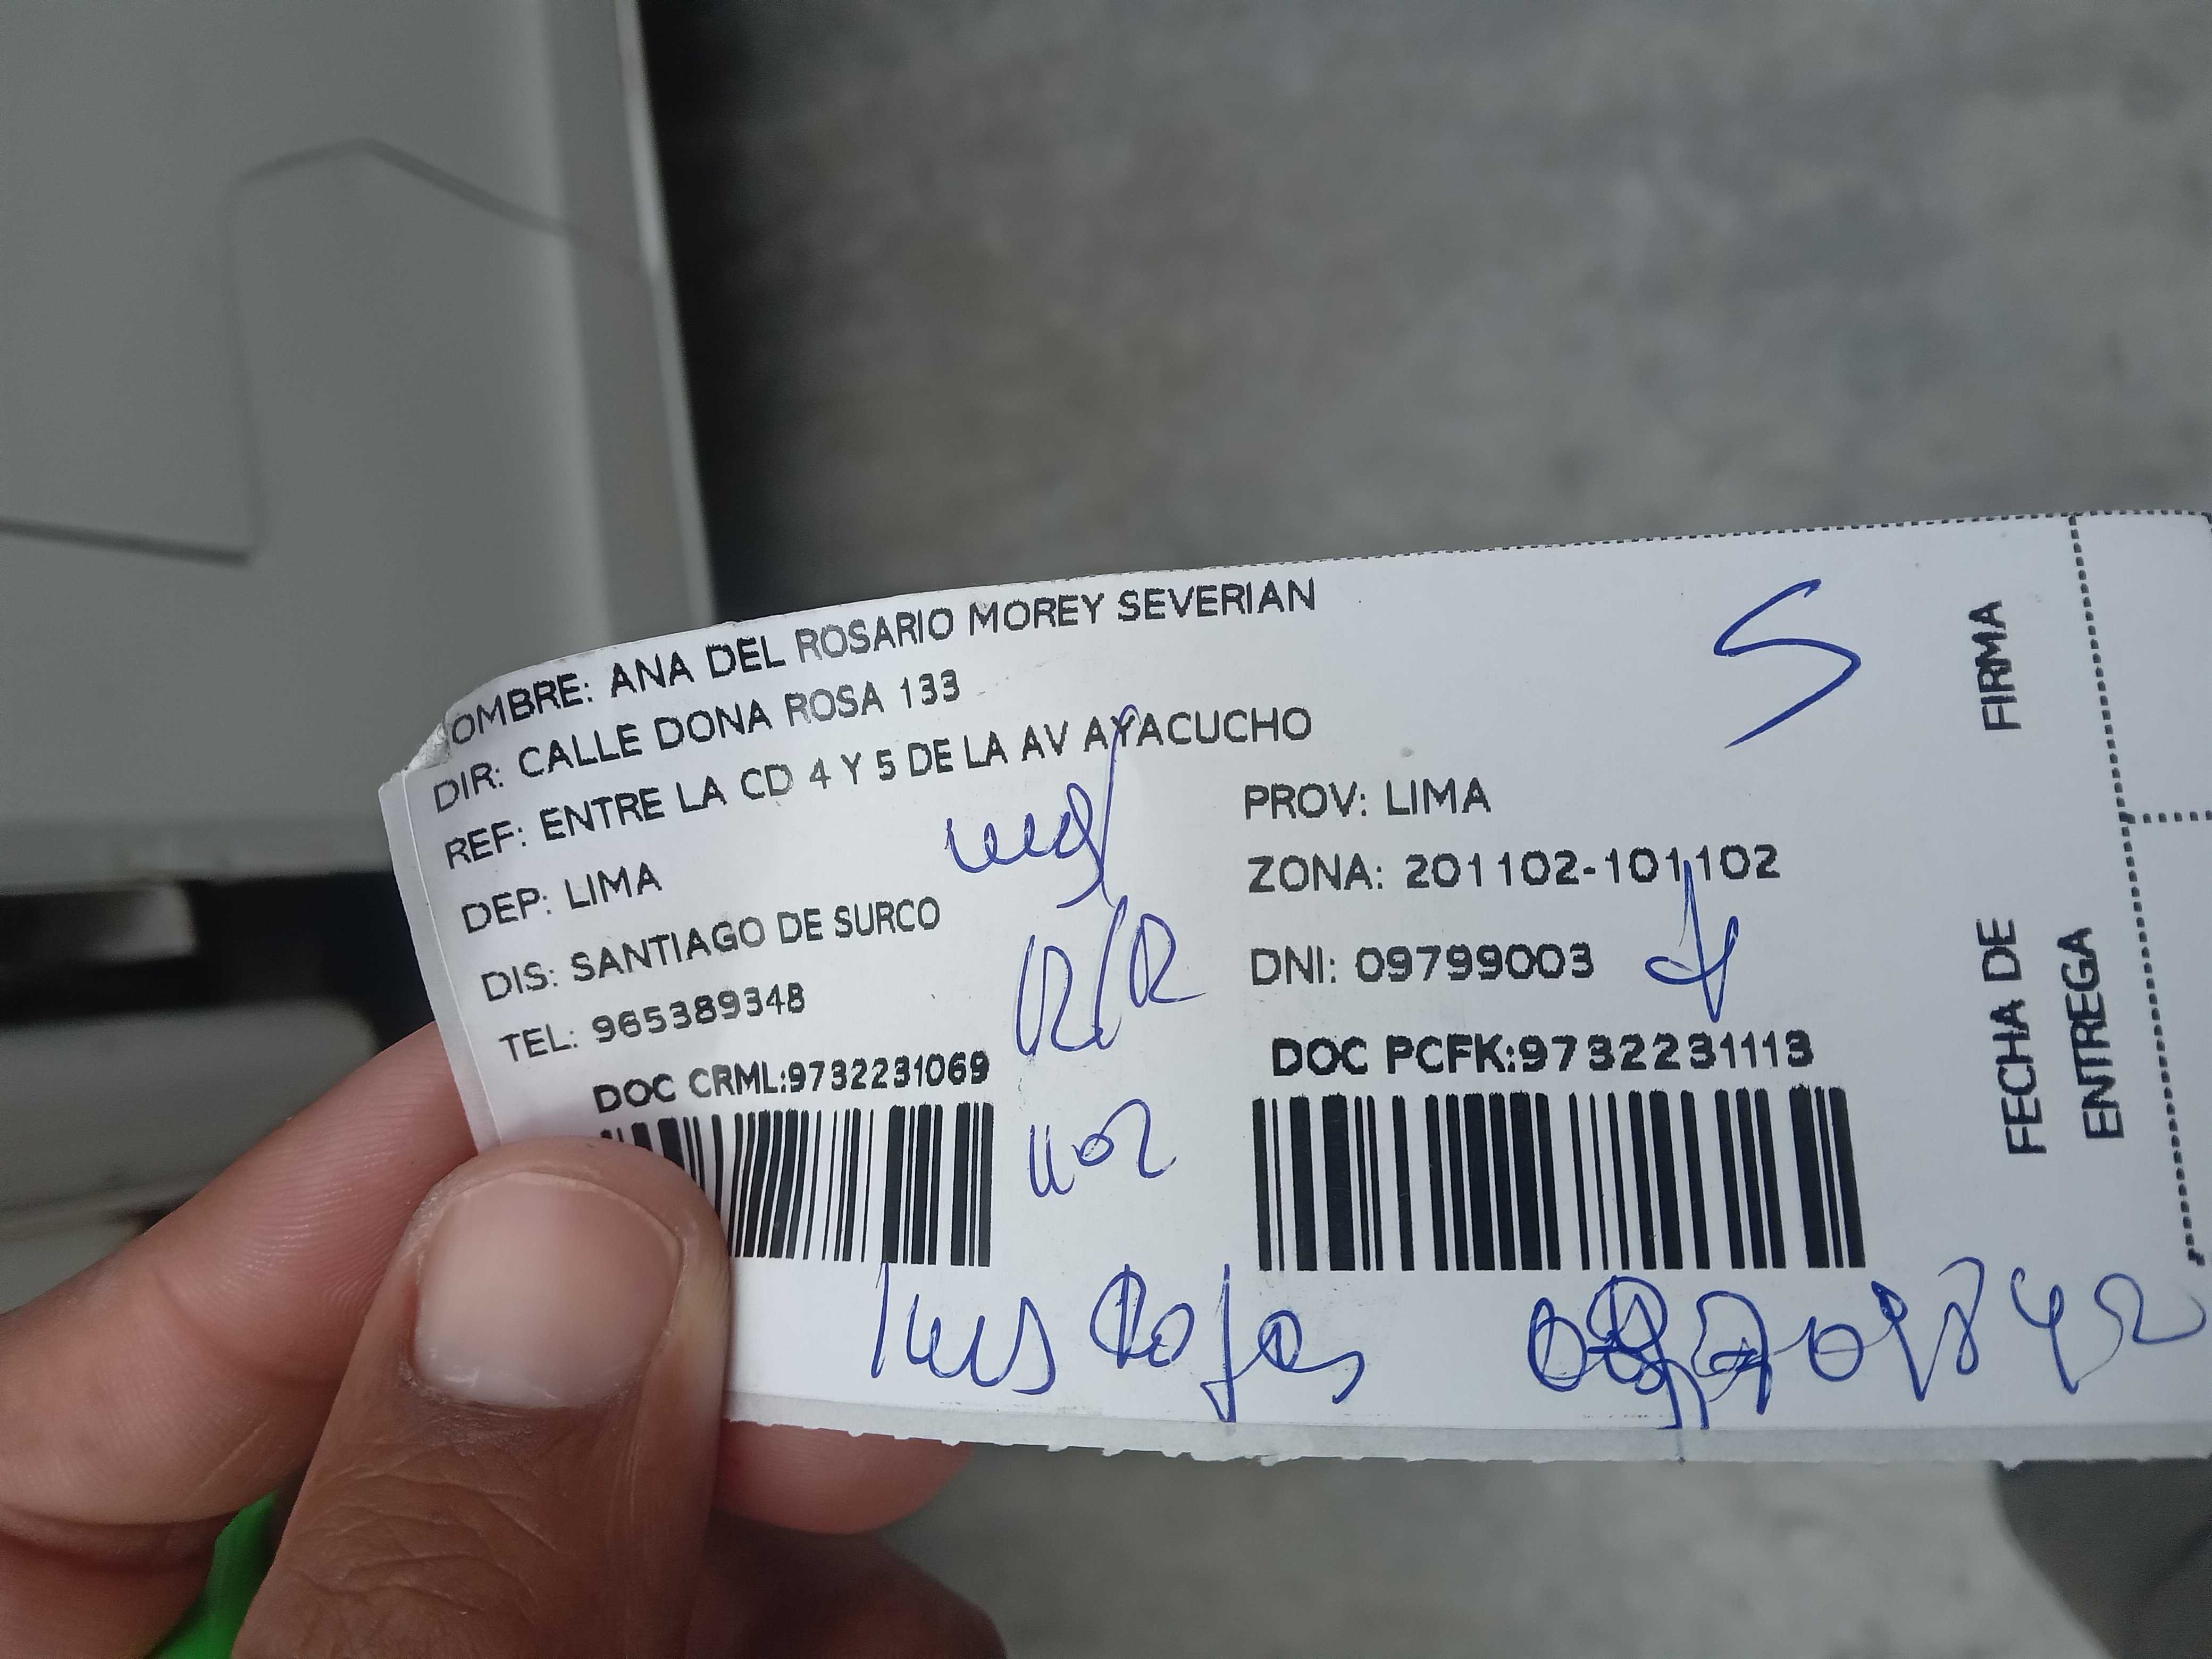 OMBRE: ANA DEL ROSARIO MOREY SEVERIAN
DIR: CALLE DONA ROSA 133
REF: ENTRE LA CD 4 Y 5 DE LA AV AYACUCHO
DEP: LIMA
PROV: LIMA
DIS: SANTIAGO DE SURCO
ZONA: 201102-101102
TEL: 965389348
DNI: 09799003
DOC CRML:9732231069
DOC PCFK:9732231113
R/R
Luis Rojas
FIRMA
FECHA DE
ENTREGA